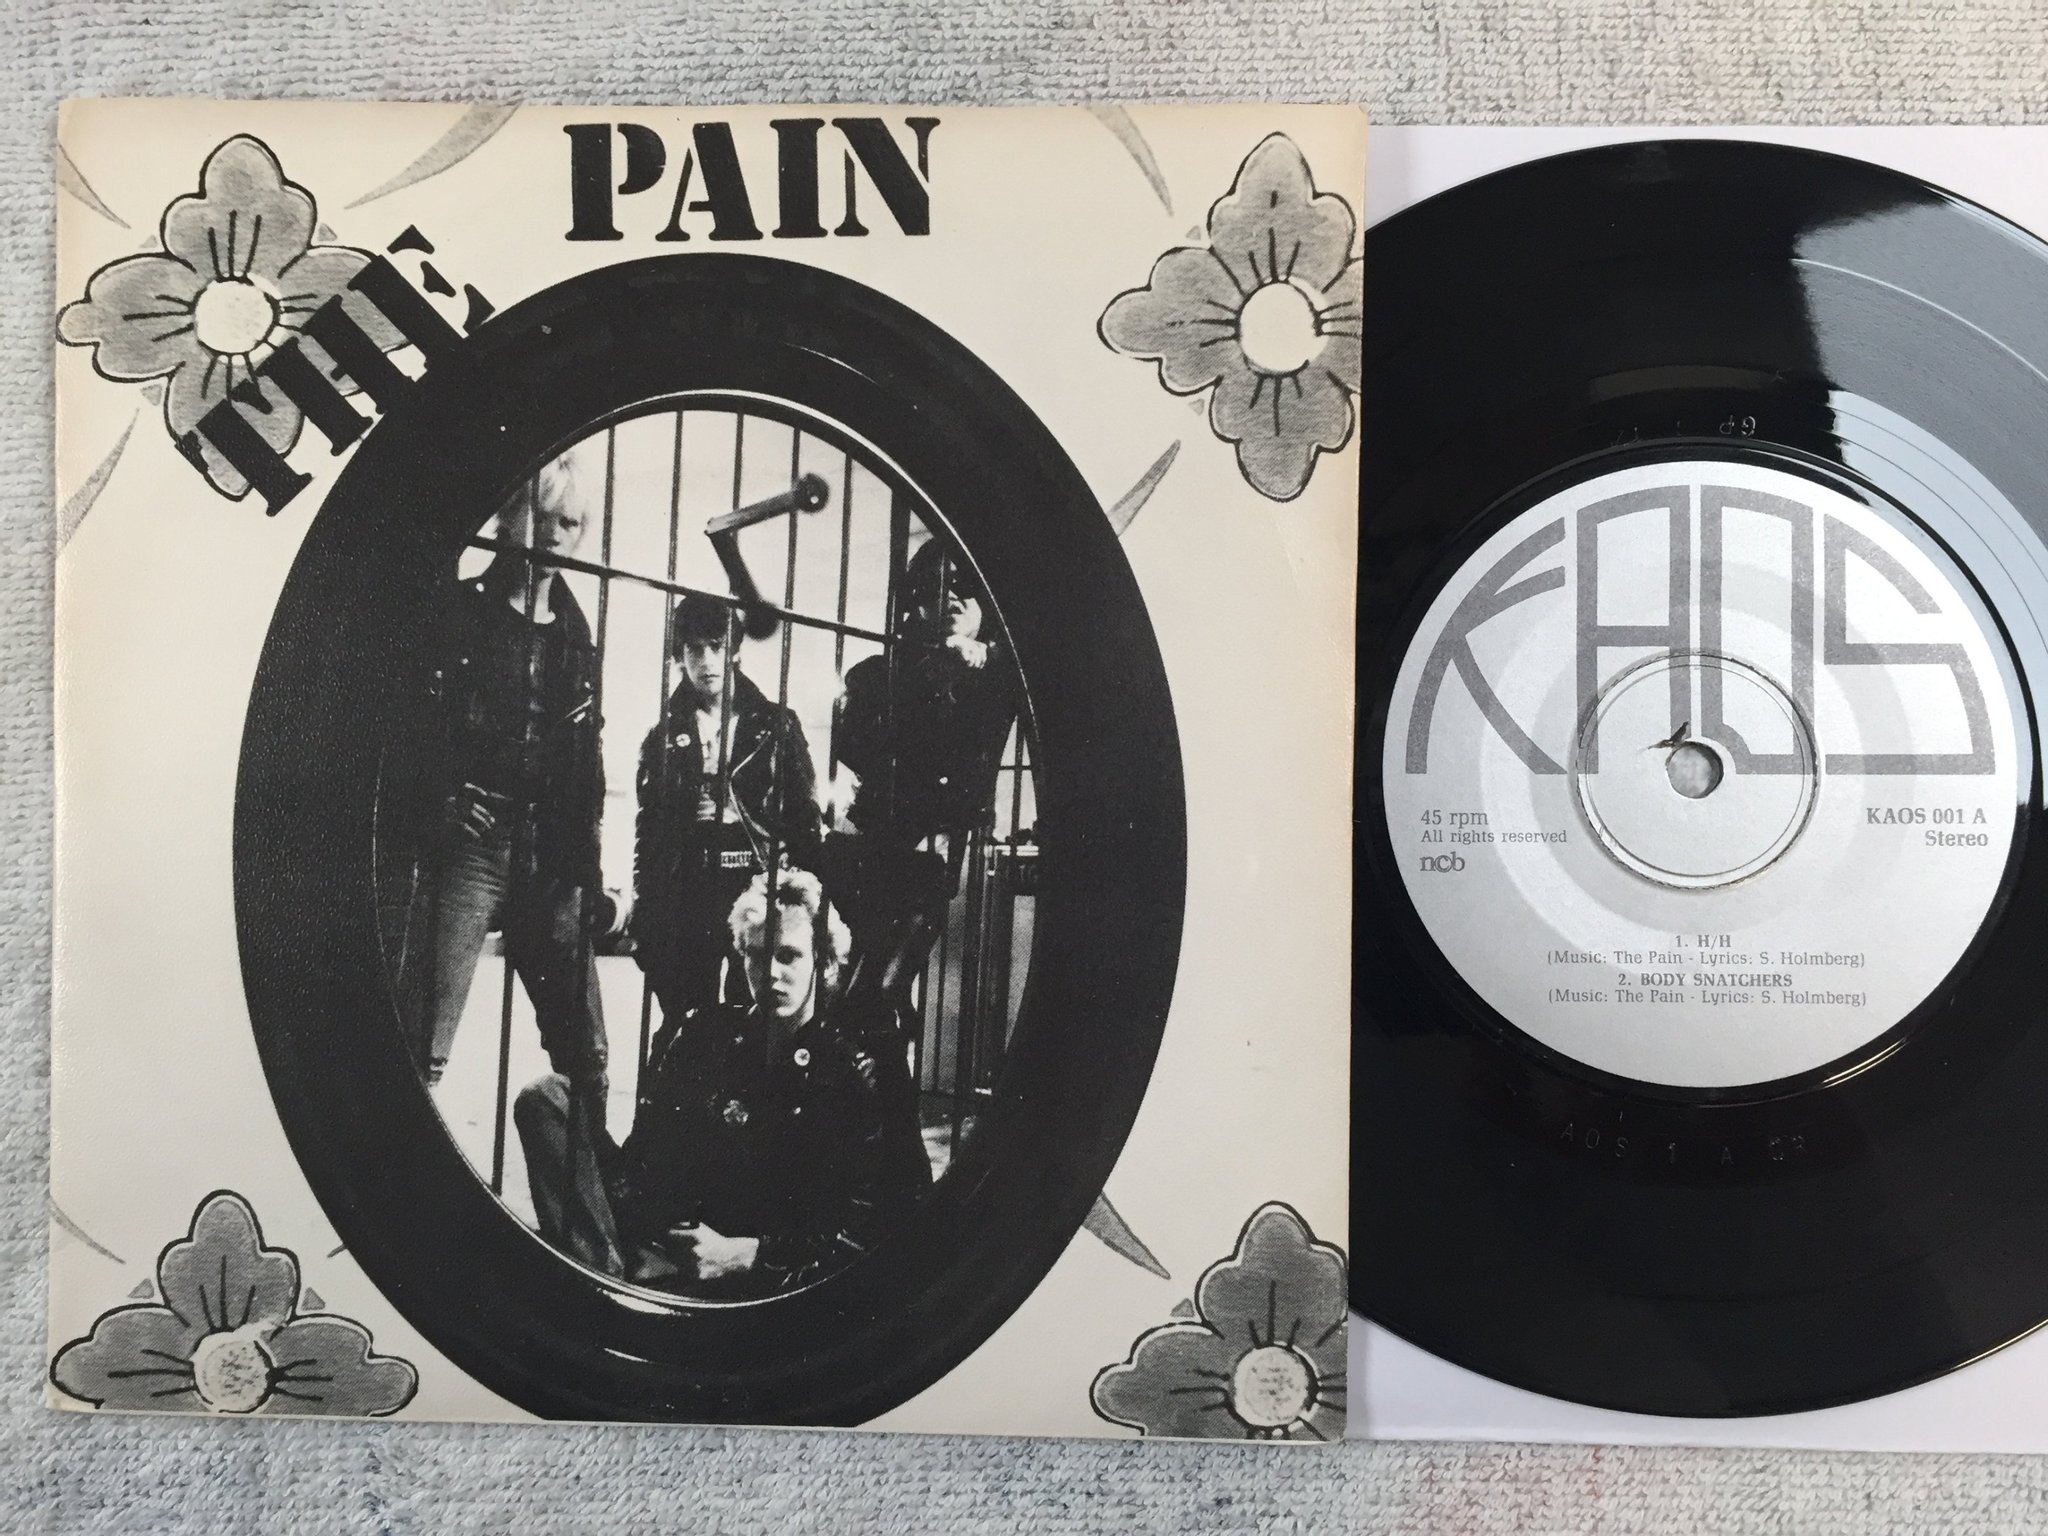 THE PAIN
KAOS
45 rpm
All rights reserved
ncb
KAOS 001 A
Stereo
1. H/H
(Music: The Pain - Lyrics: S. Holmberg)
2. BODY SNATCHERS
(Music: The Pain - Lyrics: S. Holmberg)